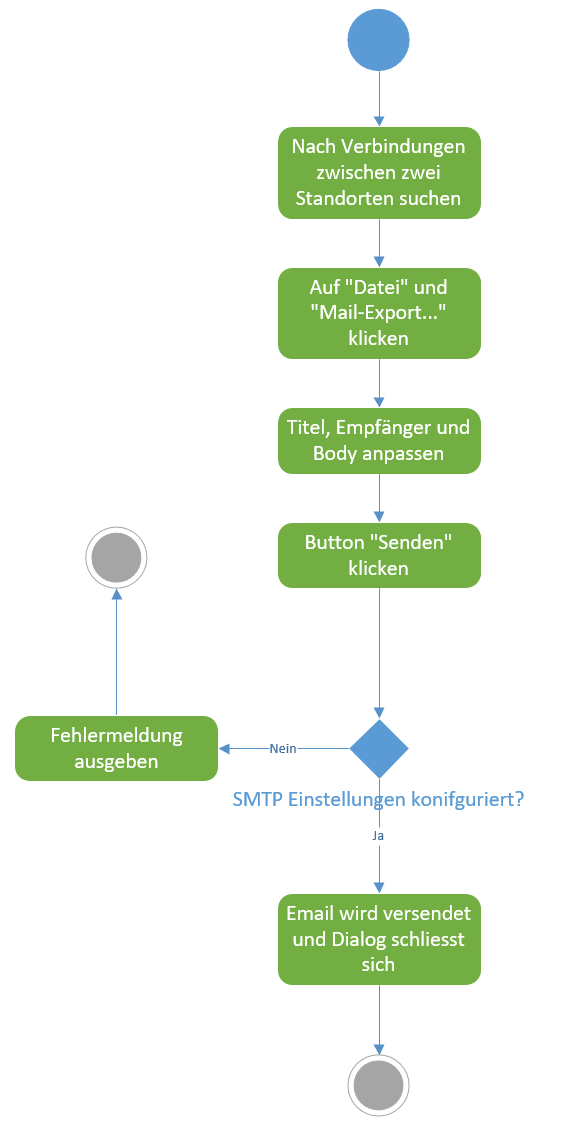 Nach Verbindungen
zwischen zwei
Standorten suchen
Auf "Datei" und
"Mail-Export..."
klicken
Titel, Empfänger und
Body anpassen
Button "Senden"
klicken
Fehlermeldung
ausgeben
Nein
SMTP Einstellungen konifguriert?
Ja
Email wird versendet
und Dialog schliesst
sich